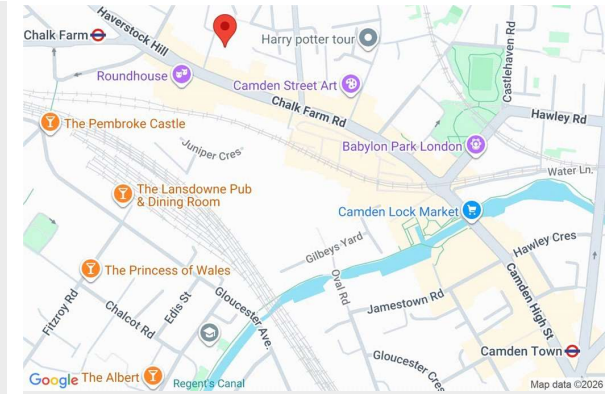 Haverstock Hill
Chalk Farm
Harry potter tour
Castlehaven Rd
Roundhouse
Camden Street Art
Chalk Farm Rd
Hawley Rd
The Pembroke Castle
Juniper Cres
Babylon Park London
Water Ln.
The Lansdowne Pub
& Dining Room
Camden Lock Market
Hawley Cres
Gilbeys Yard
The Princess of Wales
Oval Rd
Camden High St
Fitzroy Rd
Edis St
Gloucester Ave.
Jamestown Rd
Chalcot Rd
Camden Town
Gloucester Cres
The Albert
Regent's Canal
Google
Map data ©2026